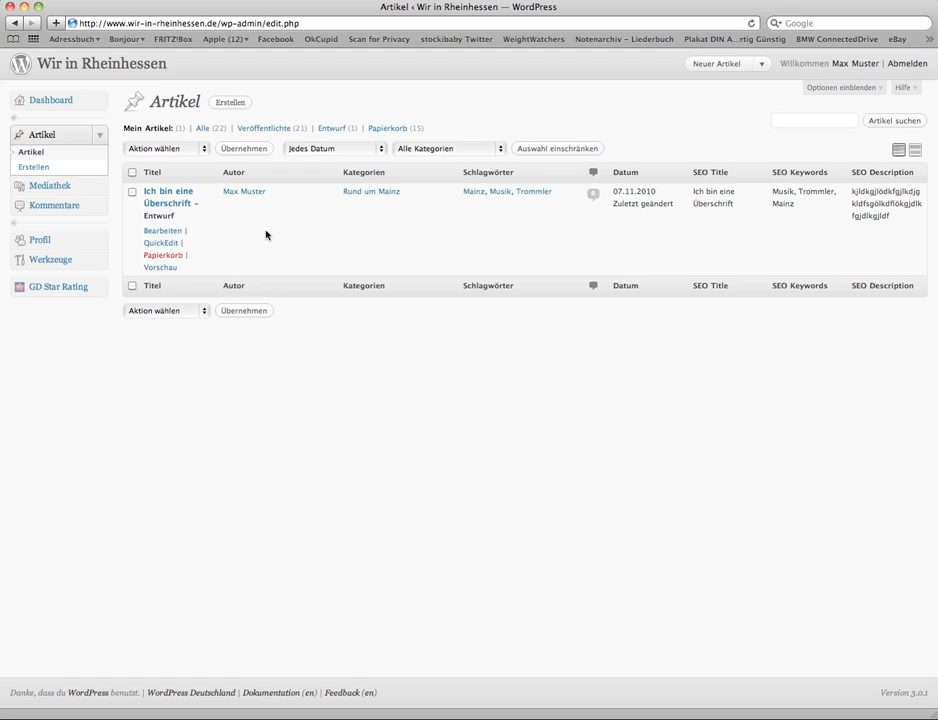 Artikel ‹ Wir in Rheinhessen — WordPress
http://www.wir-in-rheinhessen.de/wp-admin/edit.php
Google
Adressbuch Bonjour FRITZ!Box Apple (12) Facebook OkCupid Scan for Privacy stockibaby Twitter WeightWatchers Notenarchiv – Liederbuch Plakat DIN A...rtig Günstig BMW ConnectedDrive eBay »
Wir in Rheinhessen
Neuer Artikel
Willkommen Max Muster | Abmelden
Optionen einblenden
Hilfe
Dashboard
Artikel
Artikel
Erstellen
Mediathek
Kommentare
Profil
Werkzeuge
GD Star Rating
Artikel
Erstellen
Mein Artikel: (1) | Alle (22) | Veröffentlichte (21) | Entwurf (1) | Papierkorb (15)
Artikel suchen
Aktion wählen
Übernehmen
Jedes Datum
Alle Kategorien
Auswahl einschränken
Titel Autor Kategorien Schlagwörter Datum SEO Title SEO Keywords SEO Description
Ich bin eine
Überschrift –
Entwurf
Bearbeiten |
QuickEdit |
Papierkorb |
Vorschau
Max Muster
Rund um Mainz
Mainz, Musik, Trommler
0
07.11.2010
Zuletzt geändert
Ich bin eine
Überschrift
Musik, Trommler,
Mainz
kjldkgjlödkfgjlkdjg
kldfsgölkdflökgjdlk
fgjdlkgjldf
Titel Autor Kategorien Schlagwörter Datum SEO Title SEO Keywords SEO Description
Aktion wählen
Übernehmen
Danke, dass du WordPress benutzt. | WordPress Deutschland | Dokumentation (en) | Feedback (en)
Version 3.0.1